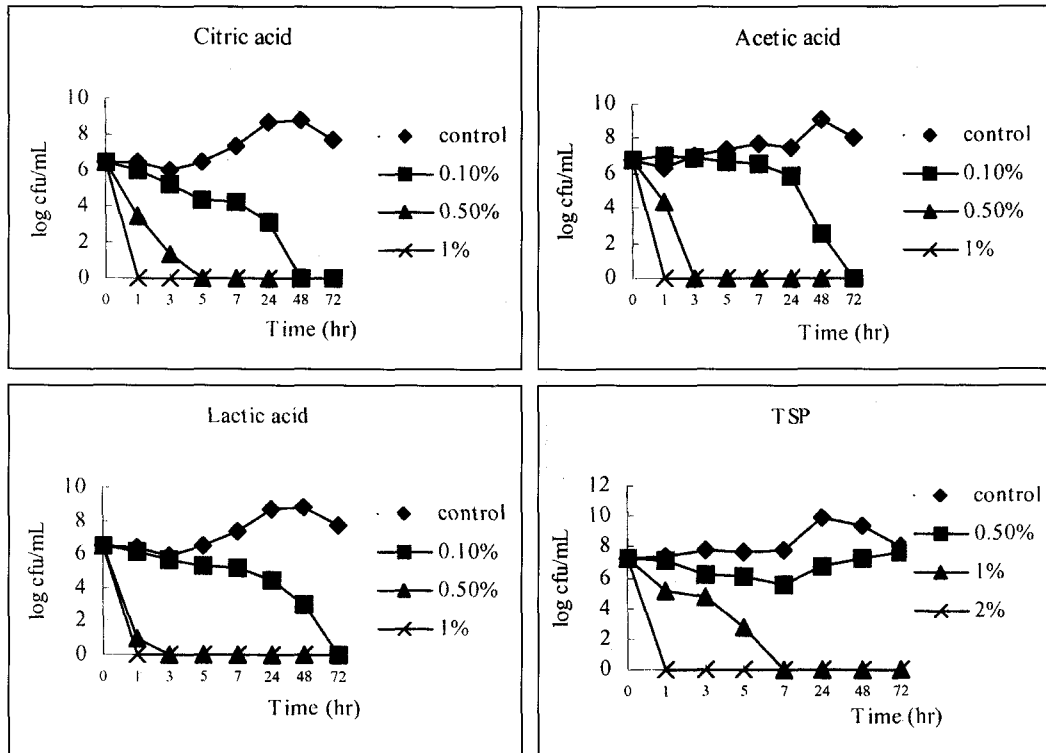 Citric acid
10
8
6
4
2
0
log cfu/mL
0 1 3 5 7 24 48 72
Time (hr)
control
0.10%
0.50%
1%
Acetic acid
10
8
6
4
2
0
log cfu/mL
0 1 3 5 7 24 48 72
Time (hr)
control
0.10%
0.50%
1%
Lactic acid
10
8
6
4
2
0
log cfu/mL
0 1 3 5 7 24 48 72
Time (hr)
control
0.10%
0.50%
1%
TSP
12
10
8
6
4
2
0
log cfu/mL
0 1 3 5 7 24 48 72
Time (hr)
control
0.50%
1%
2%